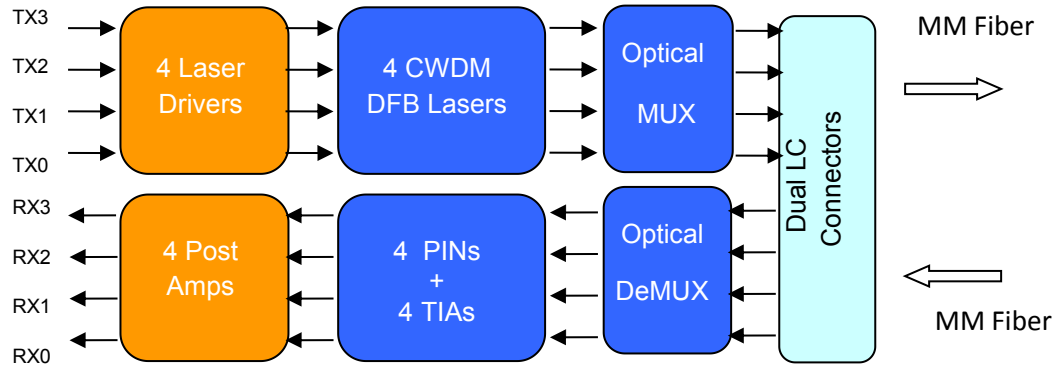 TX3
TX2
TX1
TX0
4 Laser
Drivers
4 CWDM
DFB Lasers
Optical
MUX
Dual LC
Connectors
MM Fiber
RX3
RX2
RX1
RX0
4 Post
Amps
4 PINs
+
4 TIAs
Optical
DeMUX
MM Fiber